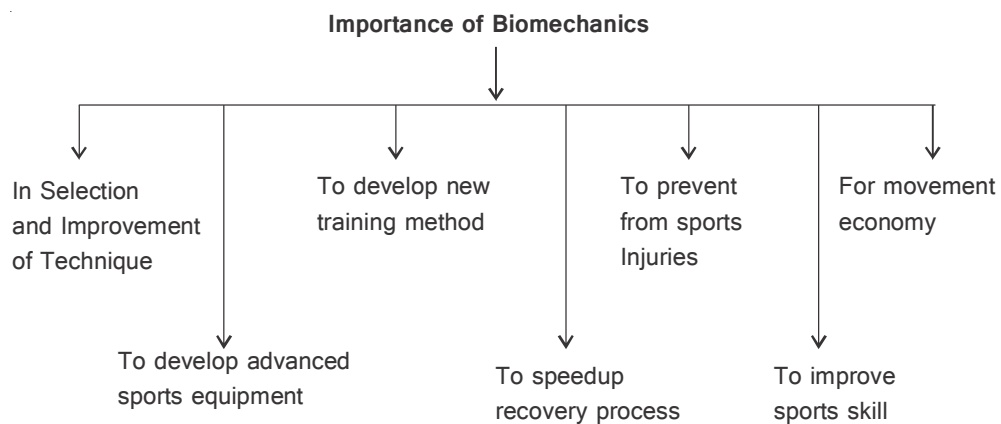 Importance of Biomechanics
In Selection
and Improvement
of Technique
To develop advanced
sports equipment
To develop new
training method
To speedup
recovery process
To prevent
from sports
Injuries
To improve
sports skill
For movement
economy